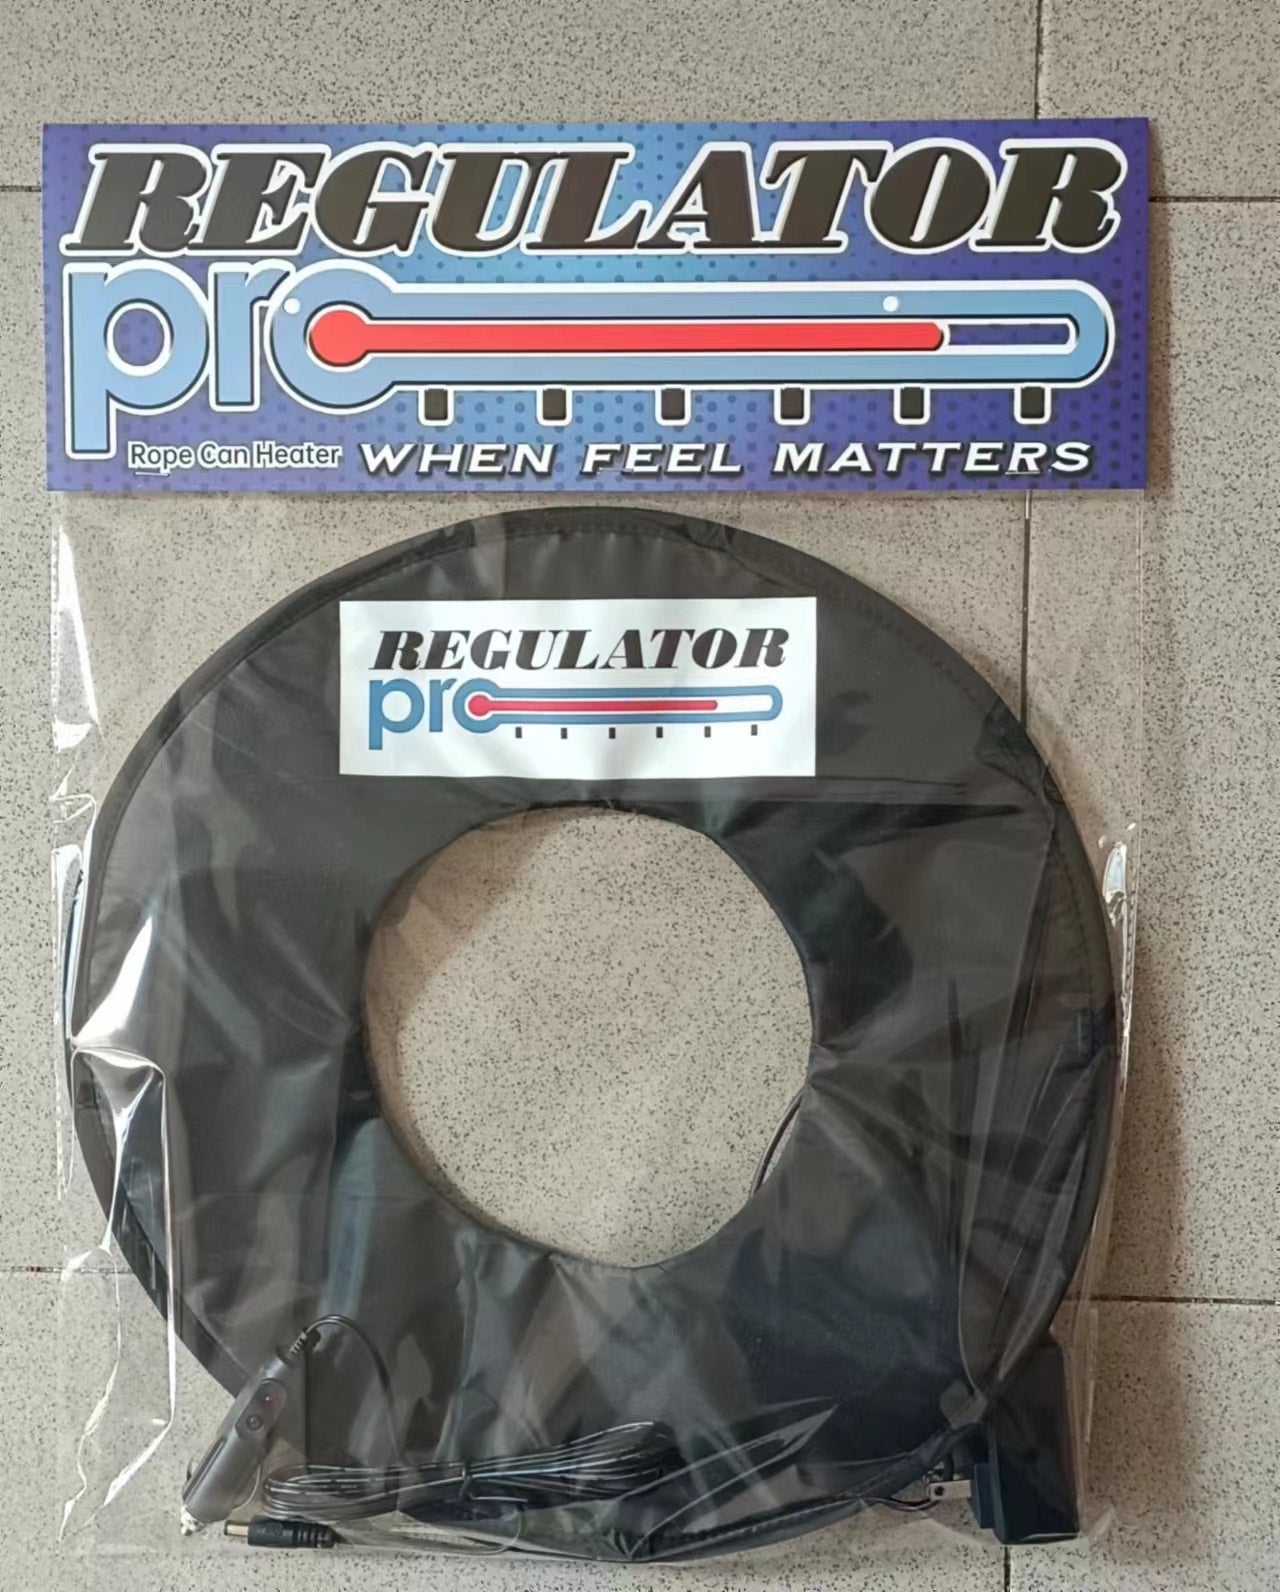 REGULATOR
pro
Rope Can Heater WHEN FEEL MATTERS
REGULATOR
pro